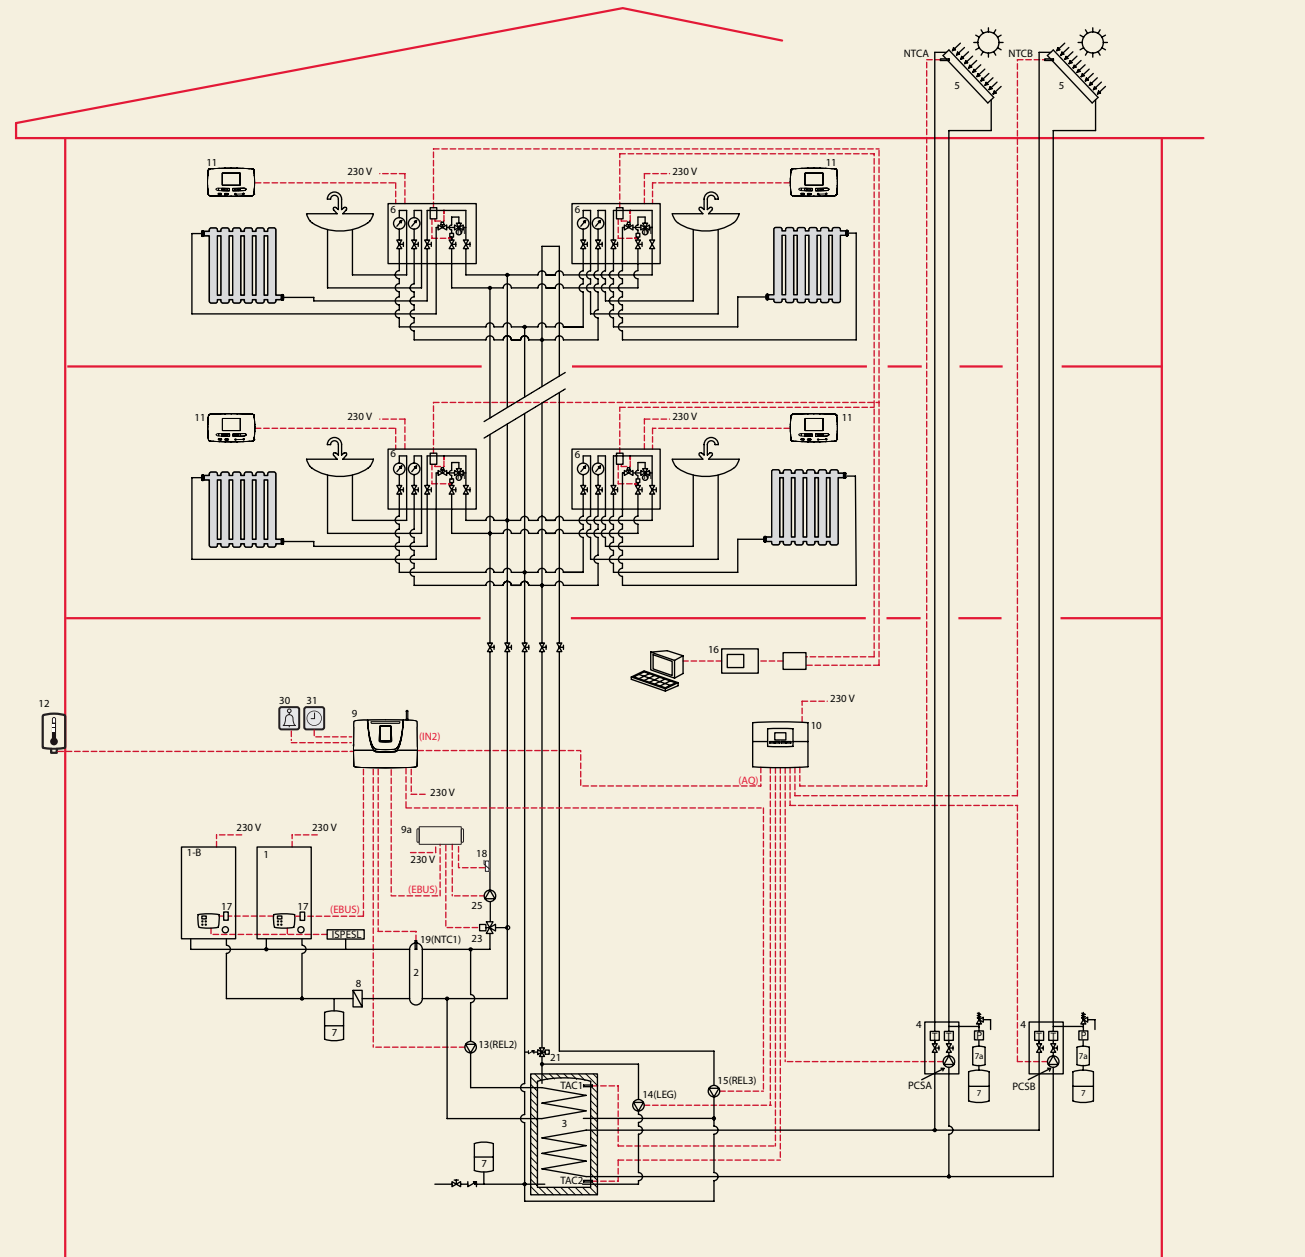 NTCA
NTCB
5
5
11
230 V
230 V
11
6
6
11
230 V
230 V
11
6
6
16
12
30
31
9
(IN2)
230 V
10
(AQ)
230 V
9a
230 V
230 V
230 V
18
1-B
1
(EBUS)
17
17
(EBUS)
25
ISPESL
19(NTC1)
23
2
8
7
13(REL2)
21
4
T
T
P
7a
7
PCSA
4
T
T
P
7a
7
PCSB
TAC1
14(LEG)
15(REL3)
3
7
TAC2